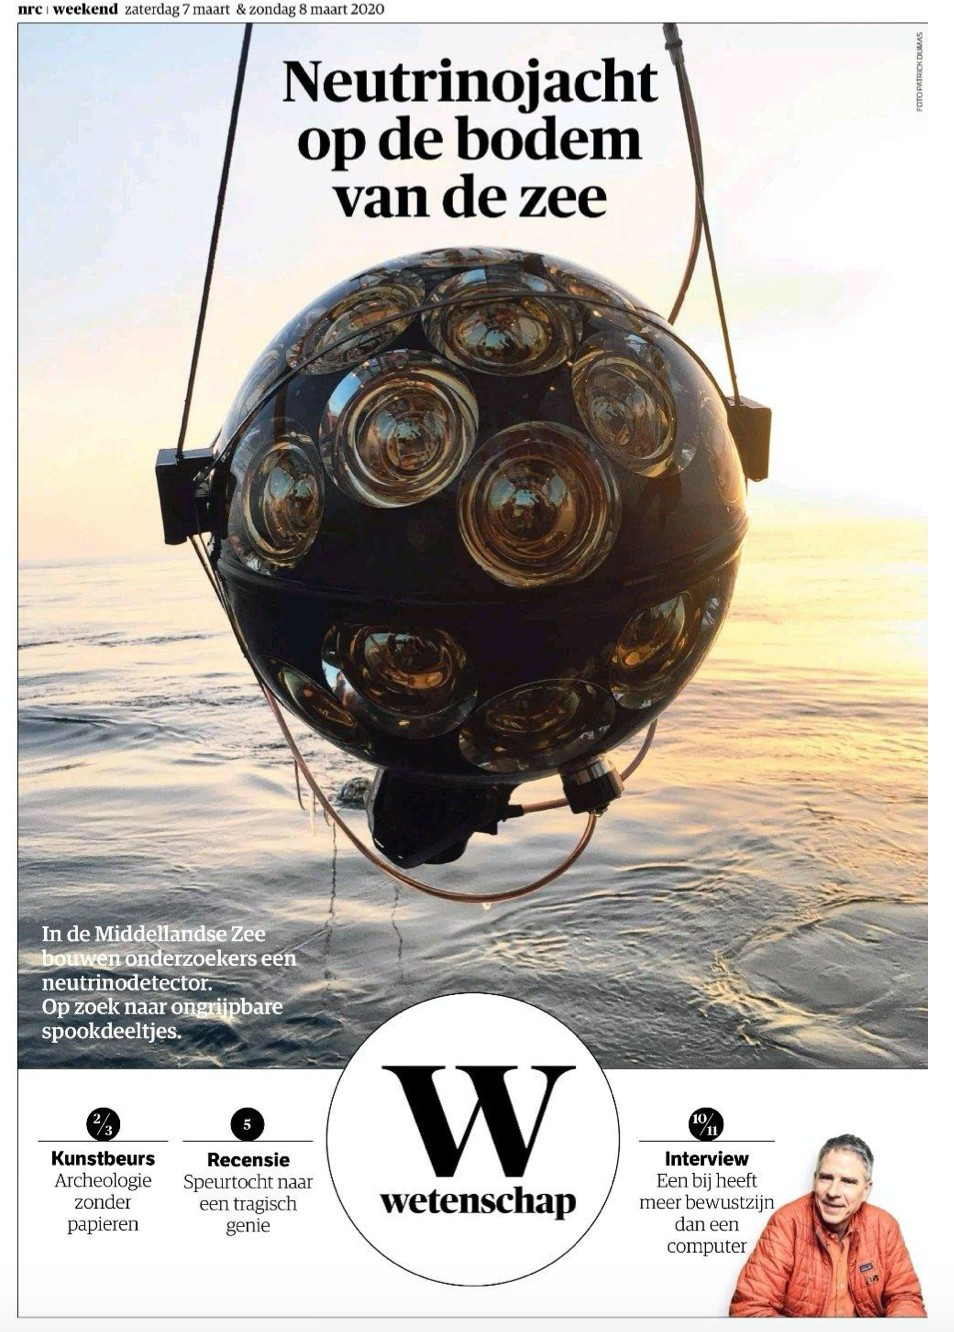 nrc | weekend zaterdag 7 maart & zondag 8 maart 2020
FOTO PATRICK DUMAS
Neutrinojacht
op de bodem
van de zee
In de Middellandse Zee
bouwen onderzoekers een
neutrinodetector.
Op zoek naar ongrijpbare
spookdeeltjes.
2/3
Kunstbeurs
Archeologie
zonder
papieren
5
Recensie
Speurtocht naar
een tragisch
genie
W
wetenschap
10/11
Interview
Een bij heeft
meer bewustzijn
dan een
computer